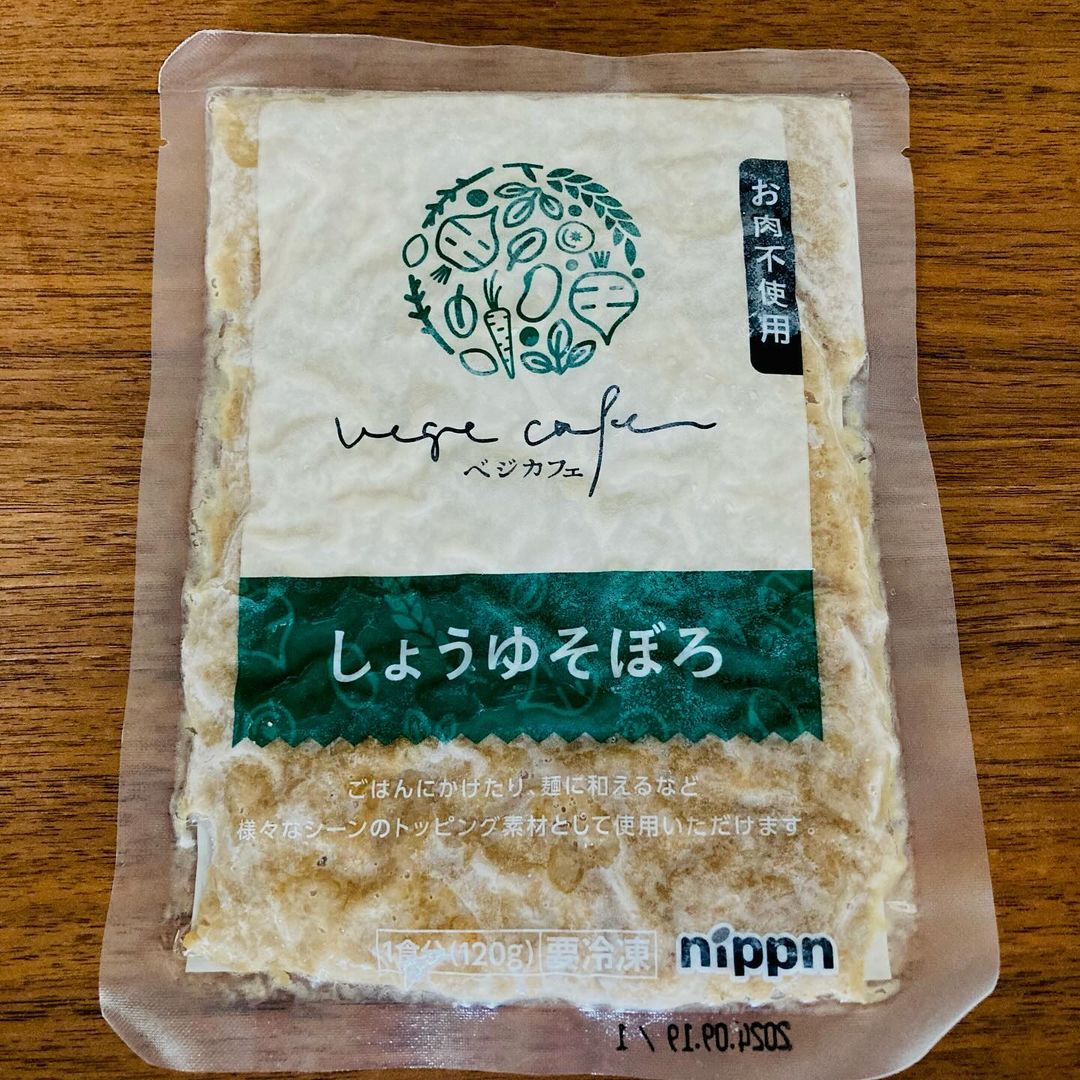 お肉不使用
vege cafe
ベジカフェ
しょうゆそぼろ
ごはんにかけたり、麺に和えるなど
様々なシーンのトッピング素材として使用いただけます。
1食分(120g) 要冷凍 nippn
2024.09.19 / 1